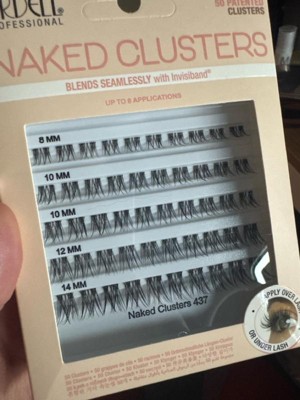 RDELL®
PROFESSIONAL
50 PATENTED
CLUSTERS
NAKED CLUSTERS
BLENDS SEAMLESSLY with Invisiband®
UP TO 8 APPLICATIONS
8 MM
10 MM
10 MM
12 MM
14 MM
Naked Clusters 437
APPLY OVER
OR UNDER LASH